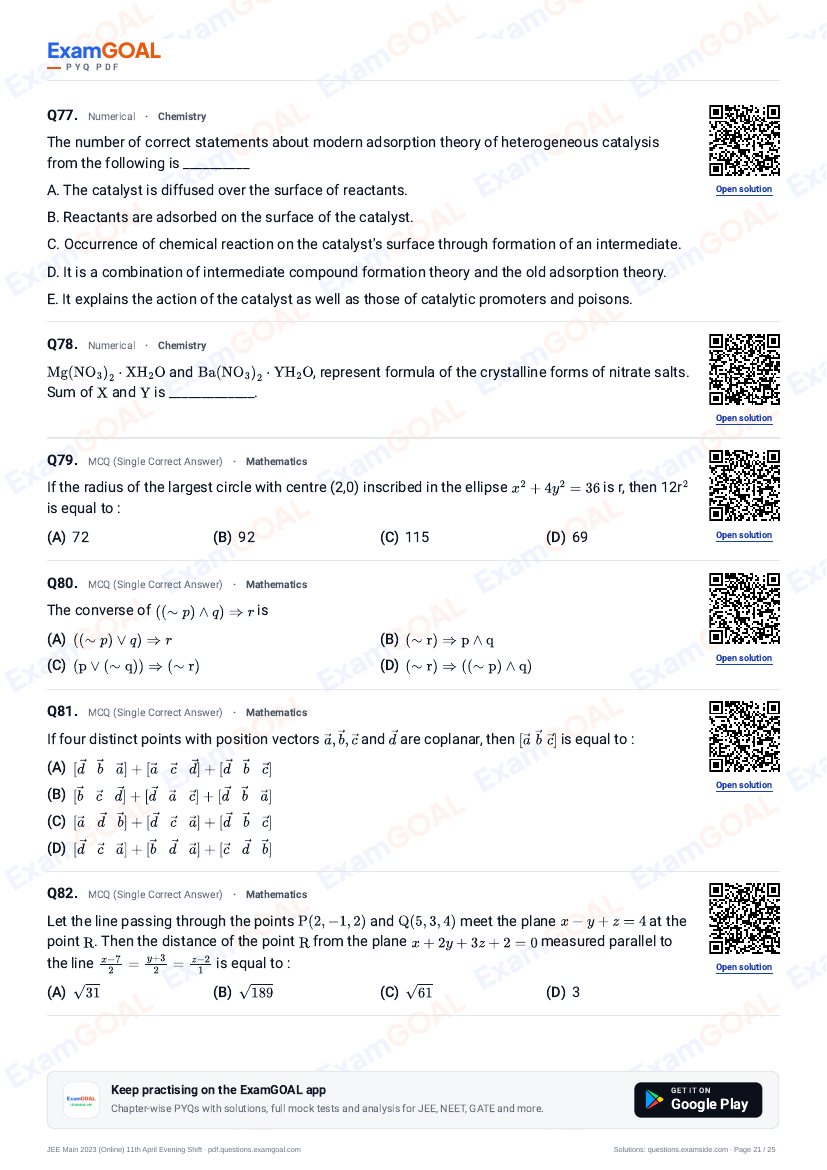 ExamGOAL
PYQ PDF
Q77. Numerical · Chemistry
The number of correct statements about modern adsorption theory of heterogeneous catalysis
from the following is __________
A. The catalyst is diffused over the surface of reactants.
B. Reactants are adsorbed on the surface of the catalyst.
C. Occurrence of chemical reaction on the catalyst's surface through formation of an intermediate.
D. It is a combination of intermediate compound formation theory and the old adsorption theory.
E. It explains the action of the catalyst as well as those of catalytic promoters and poisons.
Open solution
Q78. Numerical · Chemistry
Mg(NO₃)₂ · XH₂O and Ba(NO₃)₂ · YH₂O, represent formula of the crystalline forms of nitrate salts.
Sum of X and Y is _____________.
Open solution
Q79. MCQ (Single Correct Answer) · Mathematics
If the radius of the largest circle with centre (2,0) inscribed in the ellipse x² + 4y² = 36 is r, then 12r²
is equal to :
(A) 72 (B) 92 (C) 115 (D) 69
Open solution
Q80. MCQ (Single Correct Answer) · Mathematics
The converse of ((∼ p) ∧ q) ⇒ r is
(A) ((∼ p) ∨ q) ⇒ r (B) (∼ r) ⇒ p ∧ q
(C) (p ∨ (∼ q)) ⇒ (∼ r) (D) (∼ r) ⇒ ((∼ p) ∧ q)
Open solution
Q81. MCQ (Single Correct Answer) · Mathematics
If four distinct points with position vectors a⃗, b⃗, c⃗ and d⃗ are coplanar, then [a⃗ b⃗ c⃗] is equal to :
(A) [d⃗ b⃗ a⃗] + [a⃗ c⃗ d⃗] + [d⃗ b⃗ c⃗]
(B) [b⃗ c⃗ d⃗] + [d⃗ a⃗ c⃗] + [d⃗ b⃗ a⃗]
(C) [a⃗ d⃗ b⃗] + [d⃗ c⃗ a⃗] + [d⃗ b⃗ c⃗]
(D) [d⃗ c⃗ a⃗] + [b⃗ d⃗ a⃗] + [c⃗ d⃗ b⃗]
Open solution
Q82. MCQ (Single Correct Answer) · Mathematics
Let the line passing through the points P(2, −1, 2) and Q(5, 3, 4) meet the plane x − y + z = 4 at the
point R. Then the distance of the point R from the plane x + 2y + 3z + 2 = 0 measured parallel to
the line (x−7)/2 = (y+3)/2 = (z−2)/1 is equal to :
(A) √31 (B) √189 (C) √61 (D) 3
Open solution
Keep practising on the ExamGOAL app
Chapter-wise PYQs with solutions, full mock tests and analysis for JEE, NEET, GATE and more.
GET IT ON
Google Play
JEE Main 2023 (Online) 11th April Evening Shift · pdf.questions.examgoal.com Solutions: questions.examside.com · Page 21 / 25